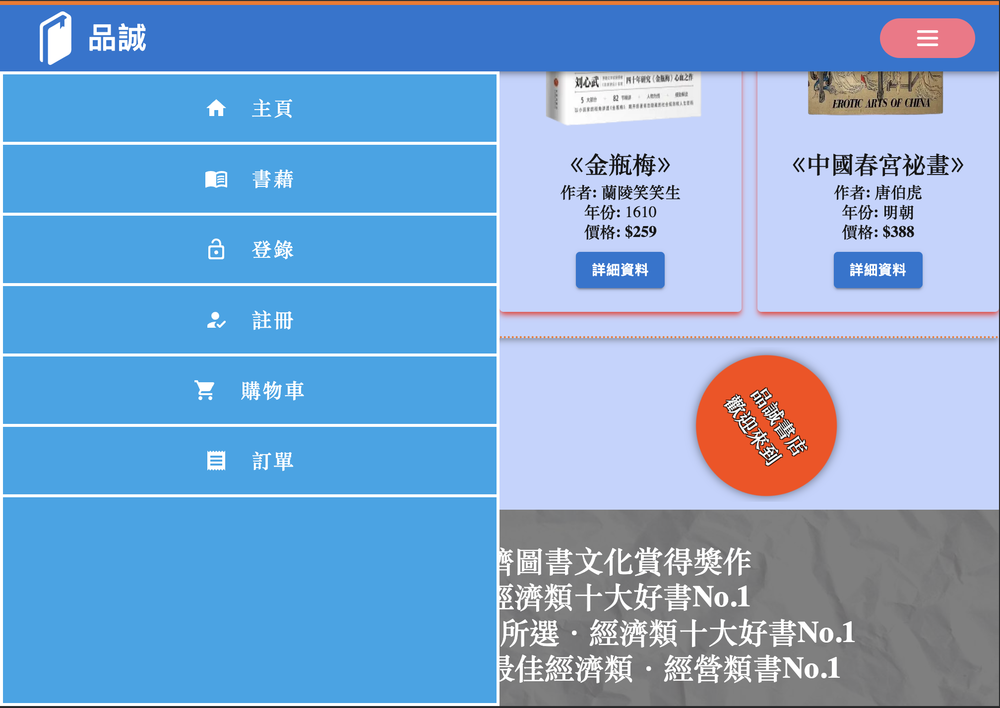 品誠
主頁
書藉
登錄
註冊
購物車
訂單
刘心武
四十年研究《金瓶梅》心血之作
5 大部分
82 节精讲
人物为线
细处解读
EROTIC ARTS OF CHINA
《金瓶梅》
作者: 蘭陵笑笑生
年份: 1610
價格: $259
詳細資料
《中國春宮祕畫》
作者: 唐伯虎
年份: 明朝
價格: $388
詳細資料
品誠書店
歡迎來到
濟圖書文化賞得獎作
經濟類十大好書No.1
所選・經濟類十大好書No.1
最佳經濟類・經營類書No.1